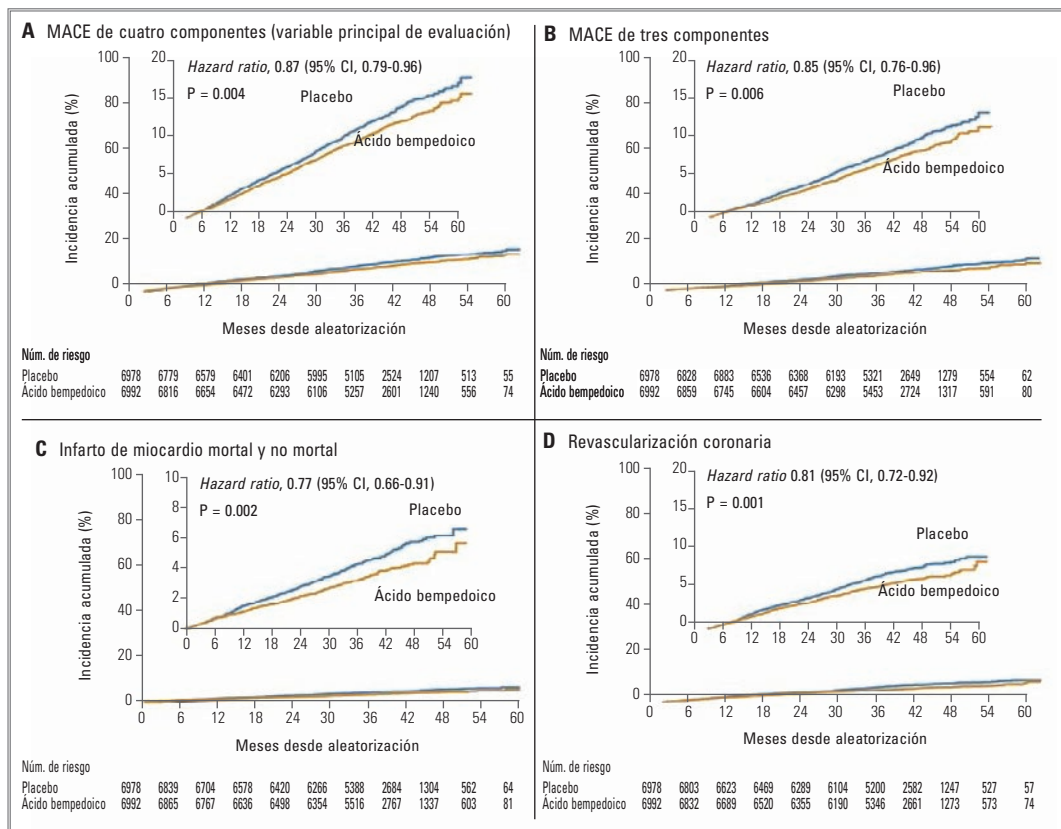 A MACE de cuatro componentes (variable principal de evaluación)
Incidencia acumulada (%)
100
80
60
40
20
0
20
15
10
5
0
Hazard ratio, 0.87 (95% CI, 0.79-0.96)
P = 0.004
Placebo
Ácido bempedoico
0 6 12 18 24 30 36 42 48 54 60
0 6 12 18 24 30 36 42 48 54 60
Meses desde aleatorización
Núm. de riesgo
Placebo 6978 6779 6579 6401 6206 5995 5105 2524 1207 513 55
Ácido bempedoico 6992 6816 6654 6472 6293 6106 5257 2601 1240 556 74
B MACE de tres componentes
Incidencia acumulada (%)
100
80
60
40
20
0
20
15
10
5
0
Hazard ratio, 0.85 (95% CI, 0.76-0.96)
P = 0.006
Placebo
Ácido bempedoico
0 6 12 18 24 30 36 42 48 54 60
0 6 12 18 24 30 36 42 48 54 60
Meses desde aleatorización
Núm. de riesgo
Placebo 6978 6828 6883 6536 6368 6193 5321 2649 1279 554 62
Ácido bempedoico 6992 6859 6745 6604 6457 6298 5453 2724 1317 591 80
C Infarto de miocardio mortal y no mortal
Incidencia acumulada (%)
100
80
60
40
20
0
10
8
6
4
2
0
Hazard ratio, 0.77 (95% CI, 0.66-0.91)
P = 0.002
Placebo
Ácido bempedoico
0 6 12 18 24 30 36 42 48 54 60
0 6 12 18 24 30 36 42 48 54 60
Meses desde aleatorización
Núm. de riesgo
Placebo 6978 6839 6704 6578 6420 6266 5388 2684 1304 562 64
Ácido bempedoico 6992 6865 6767 6636 6498 6354 5516 2767 1337 603 81
D Revascularización coronaria
Incidencia acumulada (%)
100
80
60
40
20
0
20
15
10
5
0
Hazard ratio 0.81 (95% CI, 0.72-0.92)
P = 0.001
Placebo
Ácido bempedoico
0 6 12 18 24 30 36 42 48 54 60
0 6 12 18 24 30 36 42 48 54 60
Meses desde aleatorización
Núm. de riesgo
Placebo 6978 6803 6623 6469 6289 6104 5200 2582 1247 527 57
Ácido bempedoico 6992 6832 6689 6520 6355 6190 5346 2661 1273 573 74